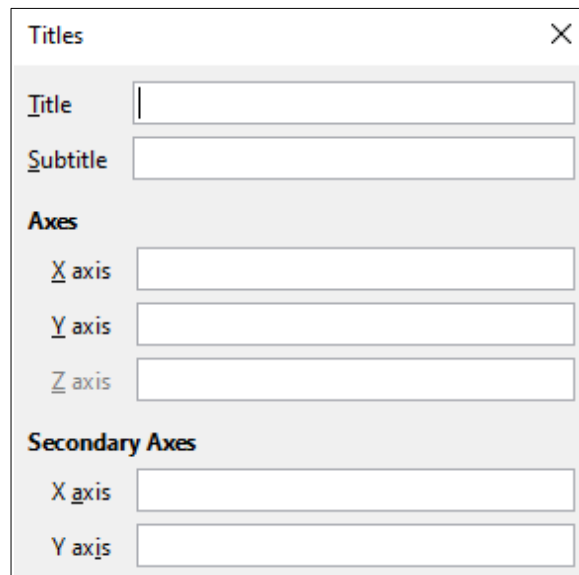 Titles
Title
Subtitle
Axes
X axis
Y axis
Z axis
Secondary Axes
X axis
Y axis